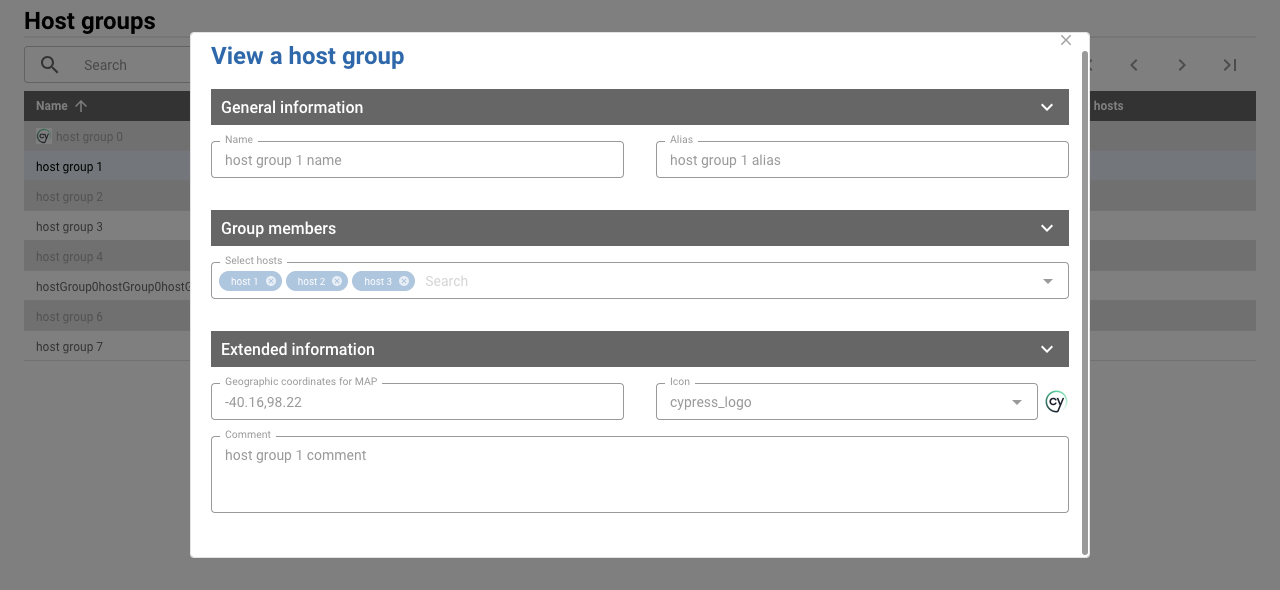 Host groups
View a host group
Search
Name
hosts
General information
Name
host group 1 name
Alias
host group 1 alias
host group 0
host group 1
host group 2
host group 3
host group 4
hostGroup0hostGroup0host
host group 6
host group 7
Group members
Select hosts
host 1
host 2
host 3
Search
Extended information
Geographic coordinates for MAP
-40.16,98.22
Icon
cypress_logo
cy
Comment
host group 1 comment